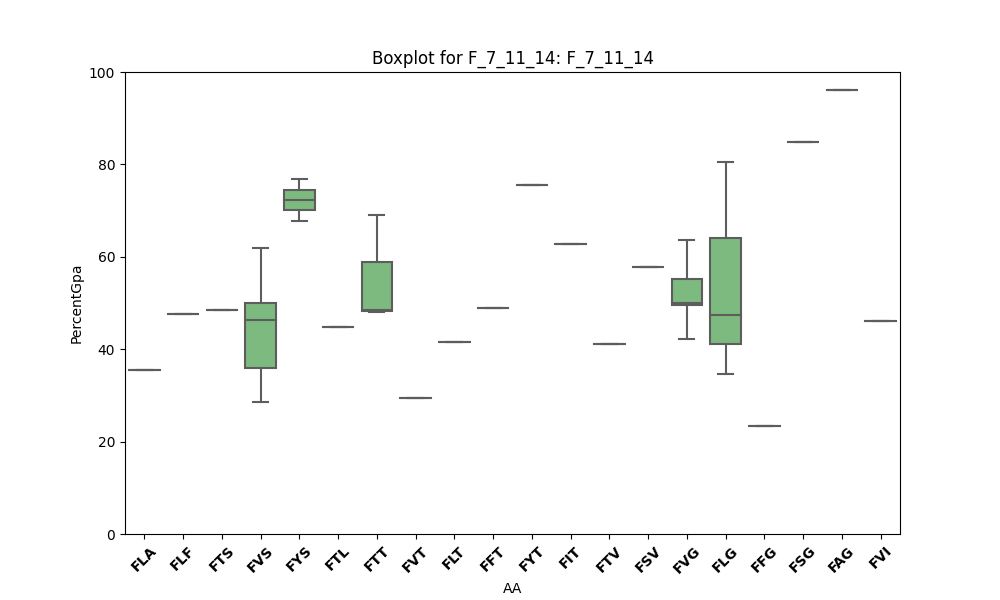 Boxplot for F_7_11_14: F_7_11_14
100
80
60
40
20
0
PercentGpa
FLA
FLF
FTS
FVS
FYS
FTL
FTT
FVT
FLT
FFT
FYT
FIT
FTV
FSV
FVG
FLG
FFG
FSG
FAG
FVI
AA